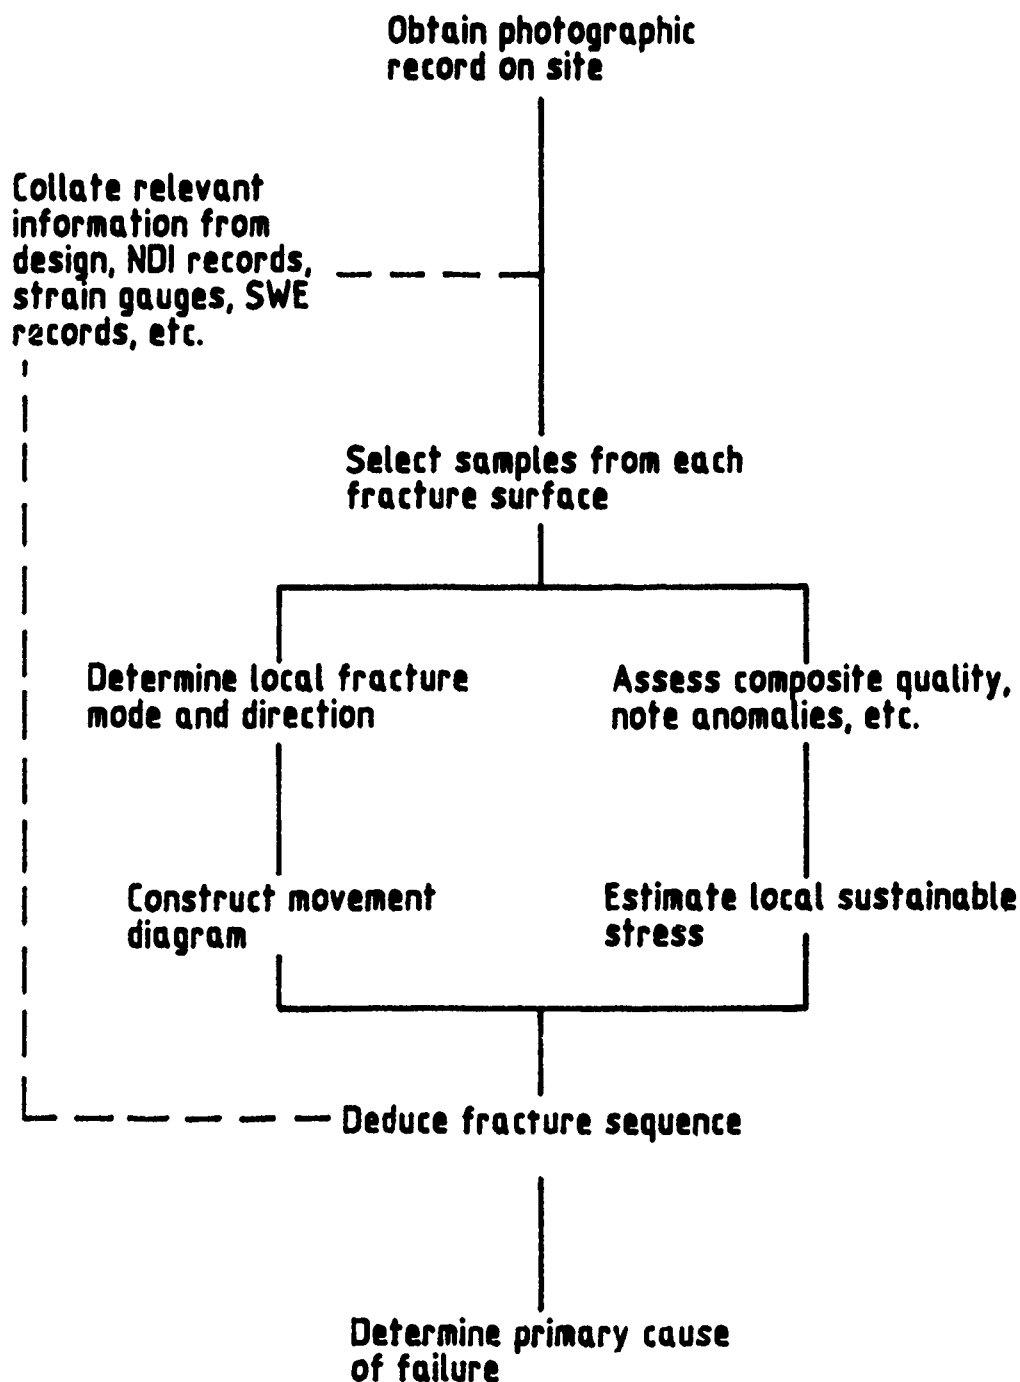 Obtain photographic
record on site
Collate relevant
information from
design, NDI records,
strain gauges, SWE
records, etc.
Select samples from each
fracture surface
Determine local fracture
mode and direction
Assess composite quality,
note anomalies, etc.
Construct movement
diagram
Estimate local sustainable
stress
Deduce fracture sequence
Determine primary cause
of failure